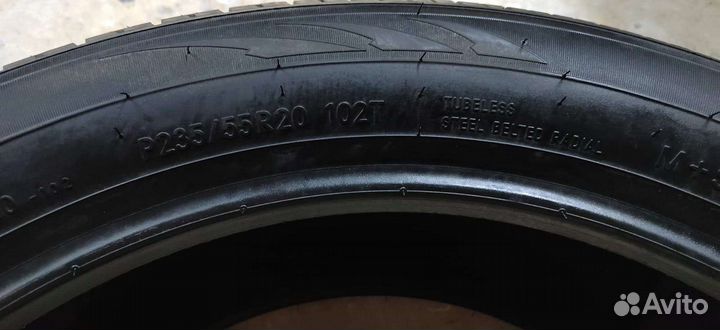 P235/55R20 102T
TUBELESS
STEEL BELTED RADIAL
M+
Avito